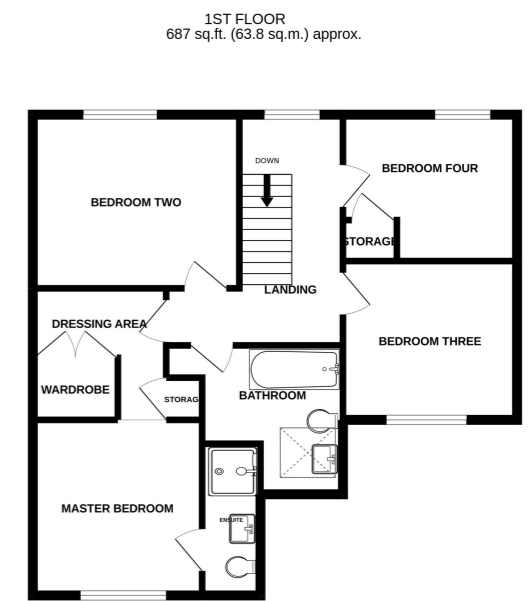 1ST FLOOR
687 sq.ft. (63.8 sq.m.) approx.
DOWN
BEDROOM FOUR
BEDROOM TWO
STORAGE
LANDING
DRESSING AREA
BEDROOM THREE
WARDROBE
STORAG
BATHROOM
MASTER BEDROOM
ENSUITE